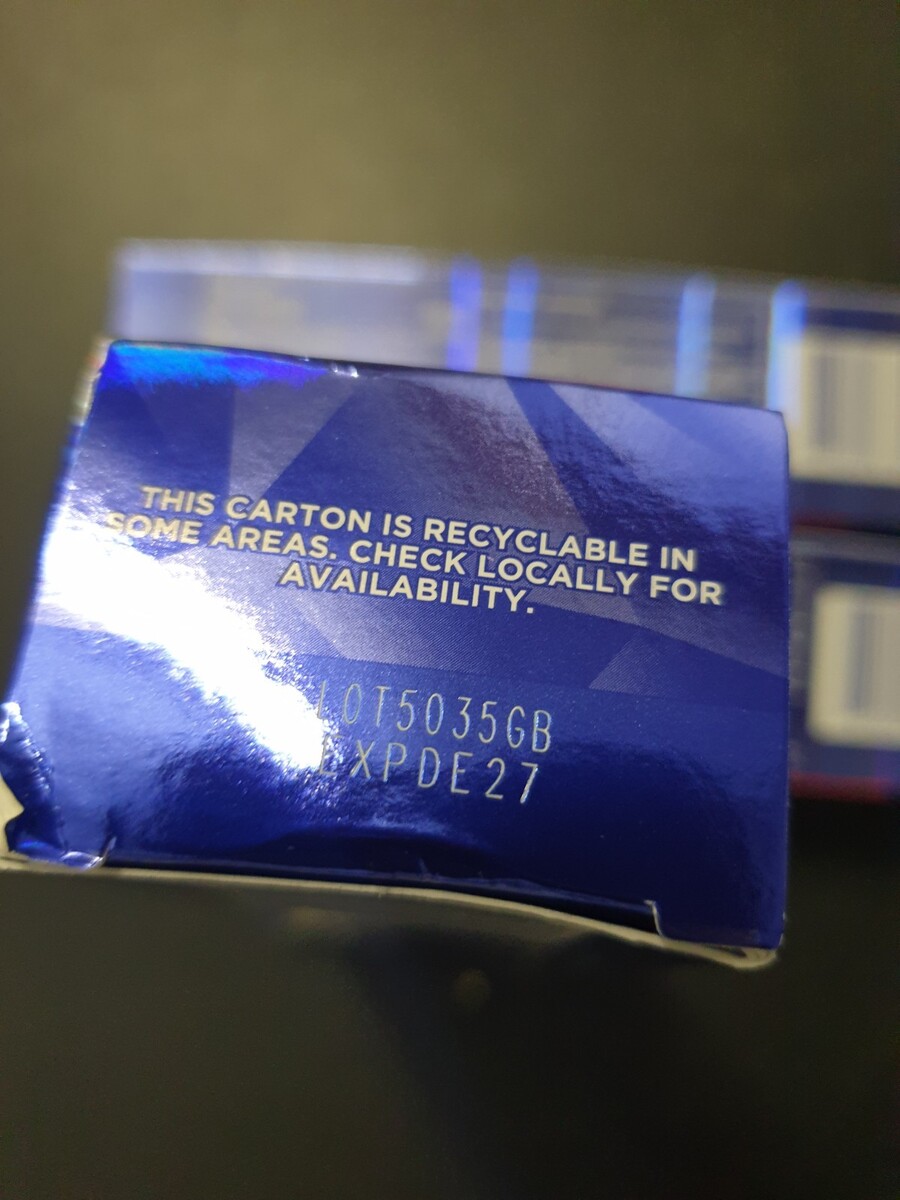 THIS CARTON IS RECYCLABLE IN
SOME AREAS. CHECK LOCALLY FOR
AVAILABILITY.
LOT5035GB
EXPDE27